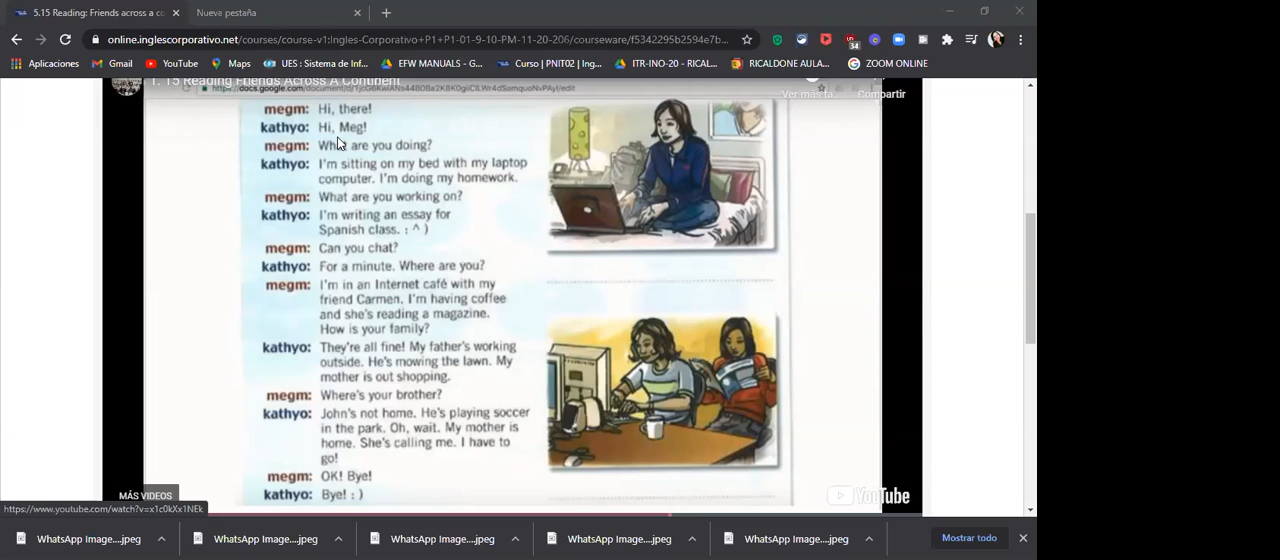 5.15 Reading: Friends across a co
Nueva pestaña
online.inglescorporativo.net/courses/course-v1:Ingles-Corporativo+P1+P1-01-9-10-PM-11-20-206/courseware/f5342295b2594e7b...
34
Aplicaciones
Gmail
YouTube
Maps
UES : Sistema de Inf...
EFW MANUALS - G...
Curso | PNIT02 | Ing...
ITR-INO-20 - RICAL...
RICALDONE AULA...
ZOOM ONLINE
1. 15 Reading Friends Across A Continent
Ver más ta...
Compartir
megm: Hi, there!
kathyo: Hi, Meg!
megm: What are you doing?
kathyo: I'm sitting on my bed with my laptop
computer. I'm doing my homework.
megm: What are you working on?
kathyo: I'm writing an essay for
Spanish class. : ^ )
megm: Can you chat?
kathyo: For a minute. Where are you?
megm: I'm in an Internet café with my
friend Carmen. I'm having coffee
and she's reading a magazine.
How is your family?
kathyo: They're all fine! My father's working
outside. He's mowing the lawn. My
mother is out shopping.
megm: Where's your brother?
kathyo: John's not home. He's playing soccer
in the park. Oh, wait. My mother is
home. She's calling me. I have to
go!
megm: OK! Bye!
kathyo: Bye! : )
MÁS VIDEOS
YouTube
https://www.youtube.com/watch?v=x1c0kXx1NEk
WhatsApp Image....jpeg
WhatsApp Image....jpeg
WhatsApp Image....jpeg
WhatsApp Image....jpeg
WhatsApp Image....jpeg
Mostrar todo